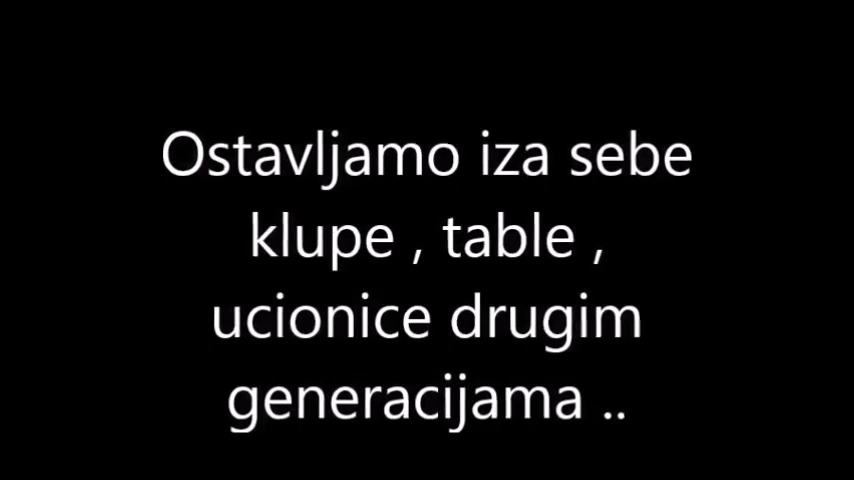 Ostavljamo iza sebe
klupe , table ,
ucionice drugim
generacijama ..